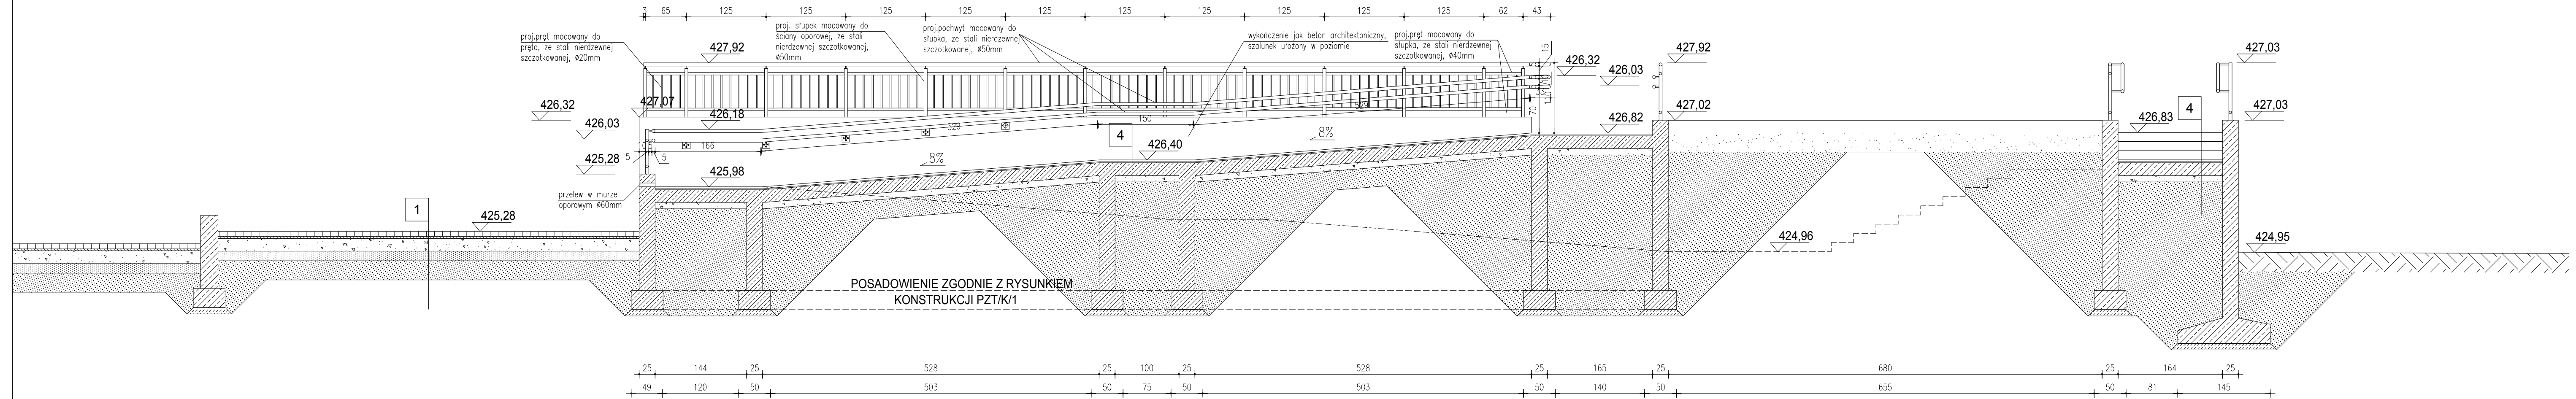 3 65 125 125 125 125 125 125 125 125 125 125 62 43
proj.pręt mocowany do
pręta, ze stali nierdzewnej
szczotkowanej, Ø20mm
427,92
proj. słupek mocowany do
ściany oporowej, ze stali
nierdzewnej szczotkowanej,
Ø50mm
proj.pochwyt mocowany do
słupka, ze stali nierdzewnej
szczotkowanej, Ø50mm
wykończenie jak beton architektoniczny,
szalunek ułożony w poziomie
proj.pręt mocowany do
słupka, ze stali nierdzewnej
szczotkowanej, Ø40mm
15
426,32
426,03
427,92
427,03
426,32
427,07
426,03
426,18
529
150
529
70
427,02
426,82
426,83
4
427,03
5 5
166
425,28
425,98
8%
4
426,40
8%
przelew w murze
oporowym Ø60mm
1
425,28
424,96
424,95
POSADOWIENIE ZGODNIE Z RYSUNKIEM
KONSTRUKCJI PZT/K/1
25 144 25 528 25 100 25 528 25 165 25 680 25 164 25
49 120 50 503 50 75 50 503 50 140 50 655 50 81 145